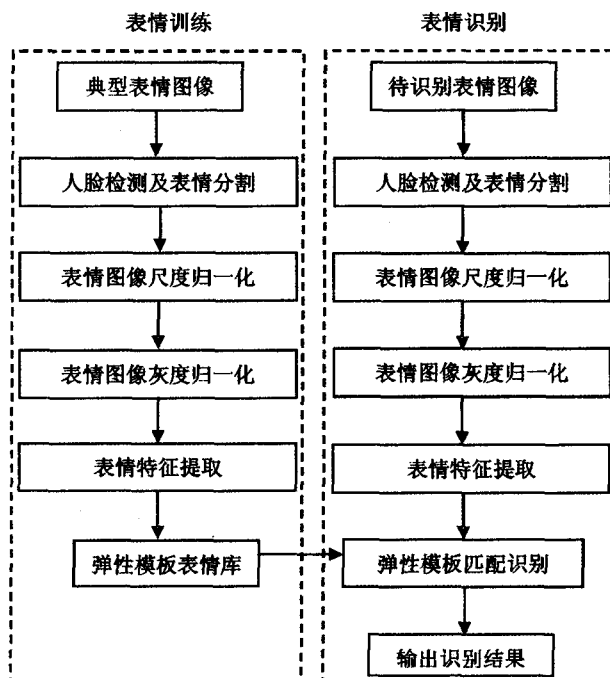 表情训练
典型表情图像
人脸检测及表情分割
表情图像尺度归一化
表情图像灰度归一化
表情特征提取
弹性模板表情库
表情识别
待识别表情图像
人脸检测及表情分割
表情图像尺度归一化
表情图像灰度归一化
表情特征提取
弹性模板匹配识别
输出识别结果